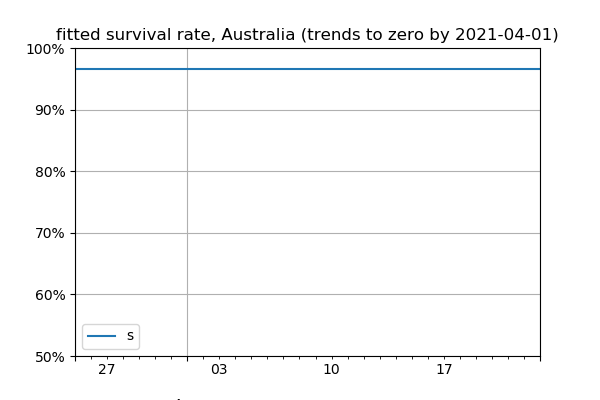 fitted survival rate, Australia (trends to zero by 2021-04-01)
100%
90%
80%
70%
60%
50%
s
27 03 10 17